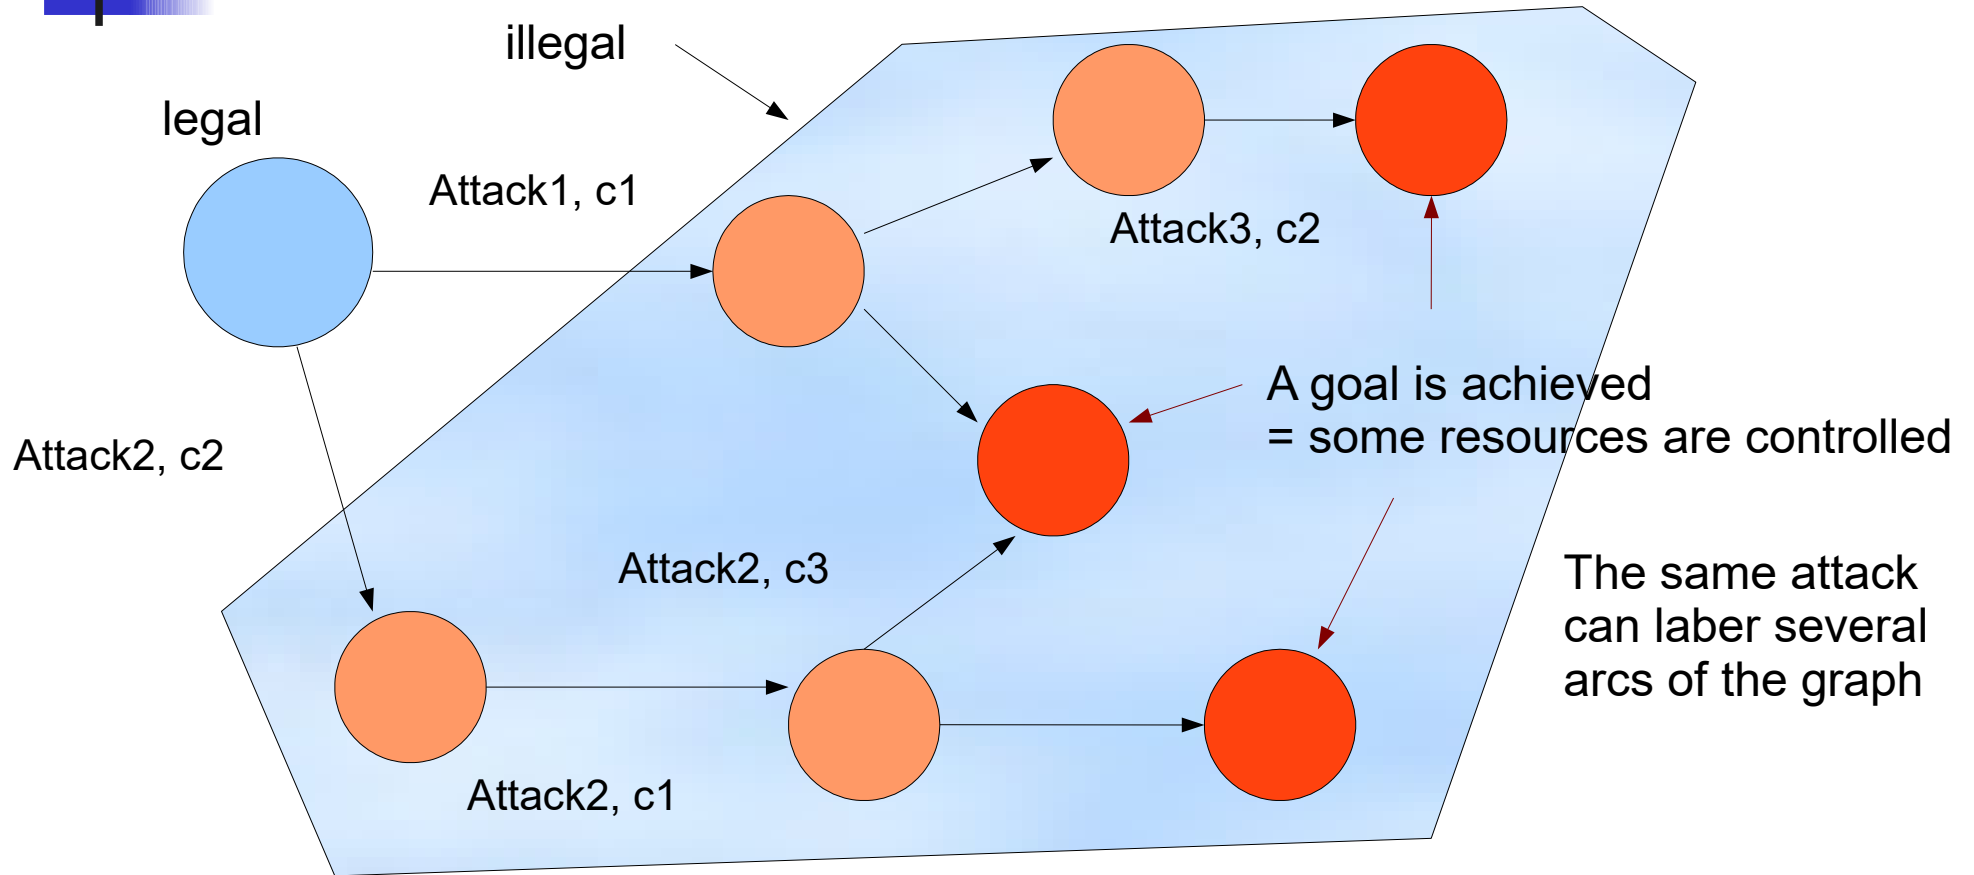 illegal
legal
Attack1, c1
Attack3, c2
A goal is achieved
= some resources are controlled
Attack2, c2
Attack2, c3
The same attack
can laber several
arcs of the graph
Attack2, c1